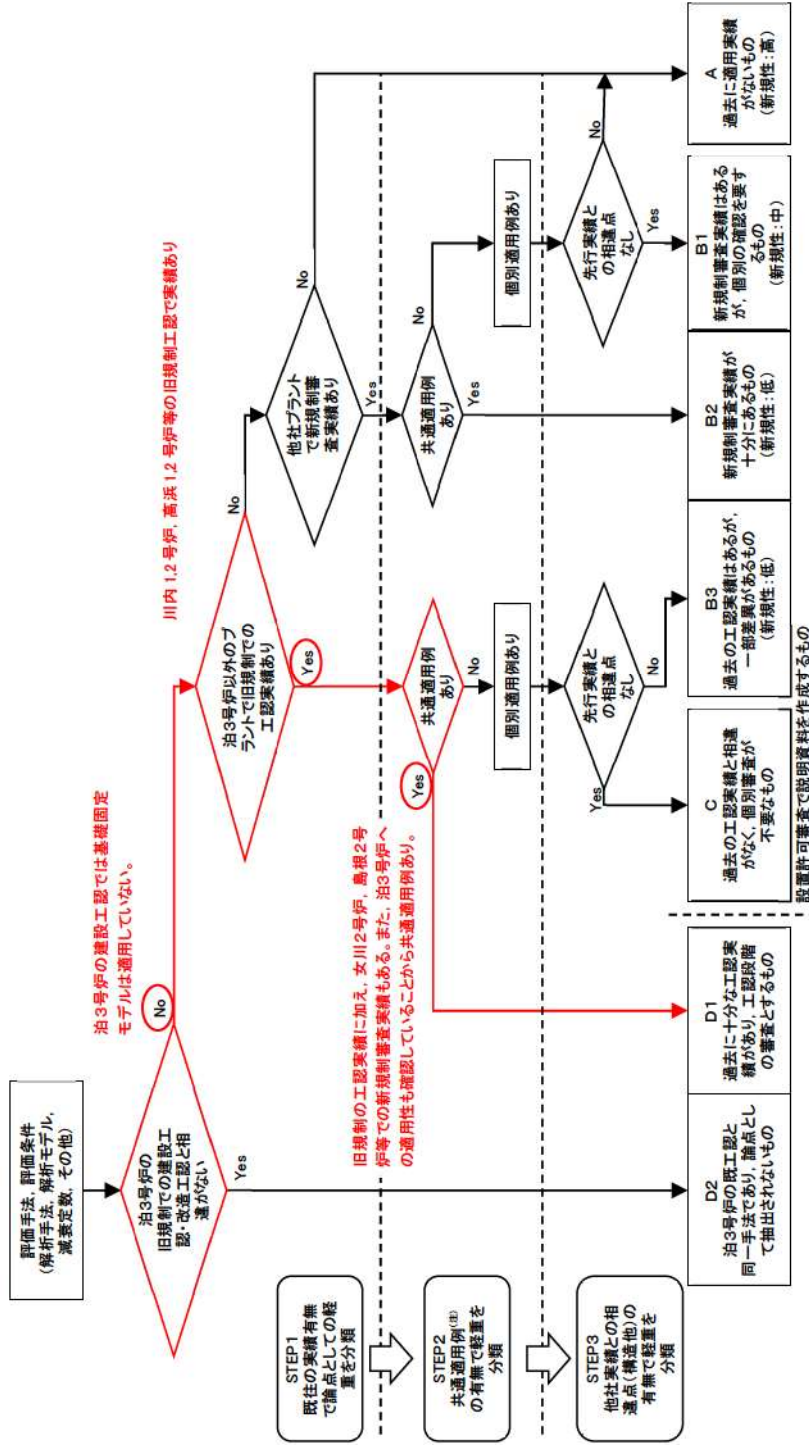 評価手法, 評価条件
(解析手法, 解析モデル,
減衰定数, その他)
泊3号炉の
旧規制での建設工
認・改造工認と相
違がない
No
Yes
泊3号炉の建設工認では基礎固定
モデルは適用していない。
泊3号炉以外のプ
ラントで旧規制での
工認実績あり
No
Yes
川内1,2号炉, 高浜1,2号炉等の旧規制工認で実績あり
他社プラント
で新規制審
査実績あり
No
Yes
STEP1
既往の実績有無
で論点としての軽
重を分類
STEP2
共通適用例(注)
の有無で軽重を
分類
STEP3
他社実績との相
違点(構造他)の
有無で軽重を
分類
旧規制の工認実績に加え, 女川2号炉, 島根2号
炉等での新規制審査実績もある。また, 泊3号炉へ
の適用性も確認していることから共通適用例あり。
共通適用例
あり
Yes
No
個別適用例あり
共通適用例
あり
No
Yes
個別適用例あり
先行実績と
の相違点
なし
Yes
No
先行実績と
の相違点
なし
No
Yes
D2
泊3号炉の既工認と
同一手法であり, 論点とし
て抽出されないもの
D1
過去に十分な工認実
績があり, 工認段階
の審査とするもの
C
過去の工認実績と相違
がなく, 個別審査が
不要なもの
B3
過去の工認実績はあるが,
一部差異があるもの
(新規性:低)
B2
新規制審査実績が
十分にあるもの
(新規性:低)
B1
新規制審査実績はある
が, 個別の確認を要す
るもの
(新規性:中)
A
過去に適用実績
がないもの
(新規性:高)
設置許可審査で説明資料を作成するもの